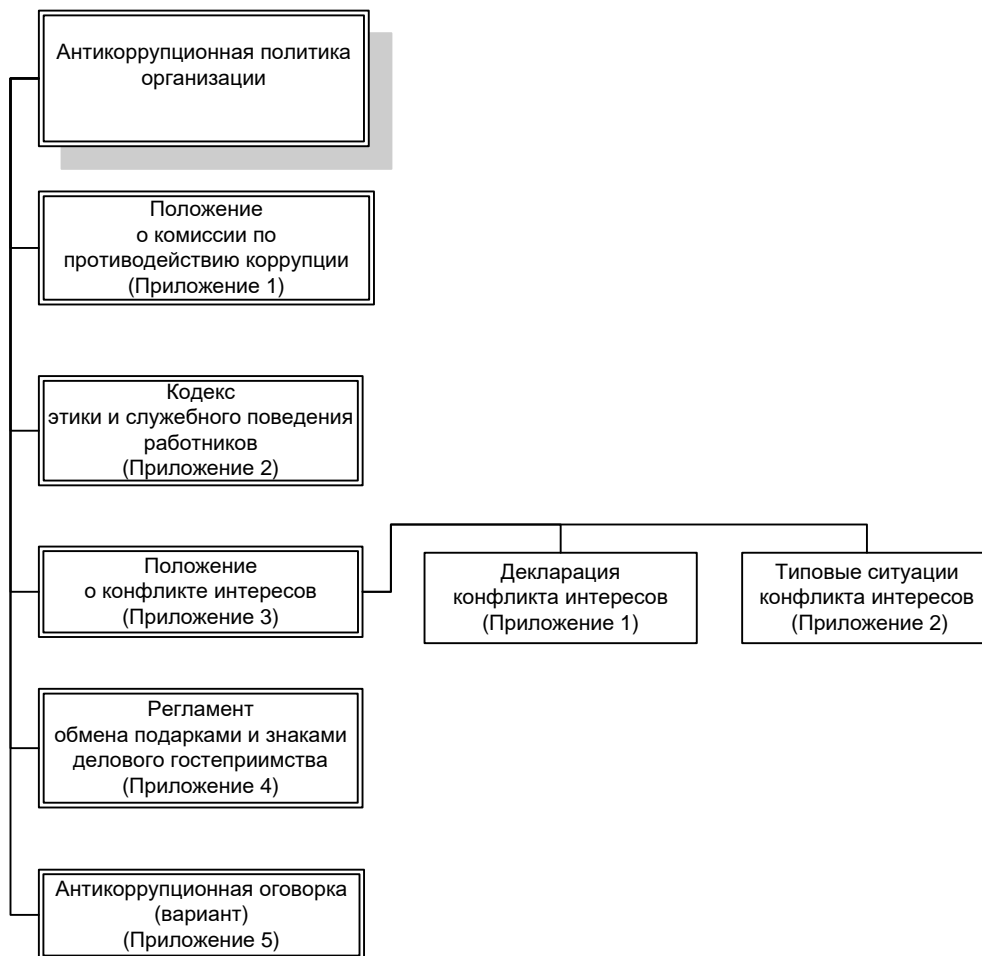 Антикоррупционная политика
организации
Положение
о комиссии по
противодействию коррупции
(Приложение 1)
Кодекс
этики и служебного поведения
работников
(Приложение 2)
Положение
о конфликте интересов
(Приложение 3)
Декларация
конфликта интересов
(Приложение 1)
Типовые ситуации
конфликта интересов
(Приложение 2)
Регламент
обмена подарками и знаками
делового гостеприимства
(Приложение 4)
Антикоррупционная оговорка
(вариант)
(Приложение 5)